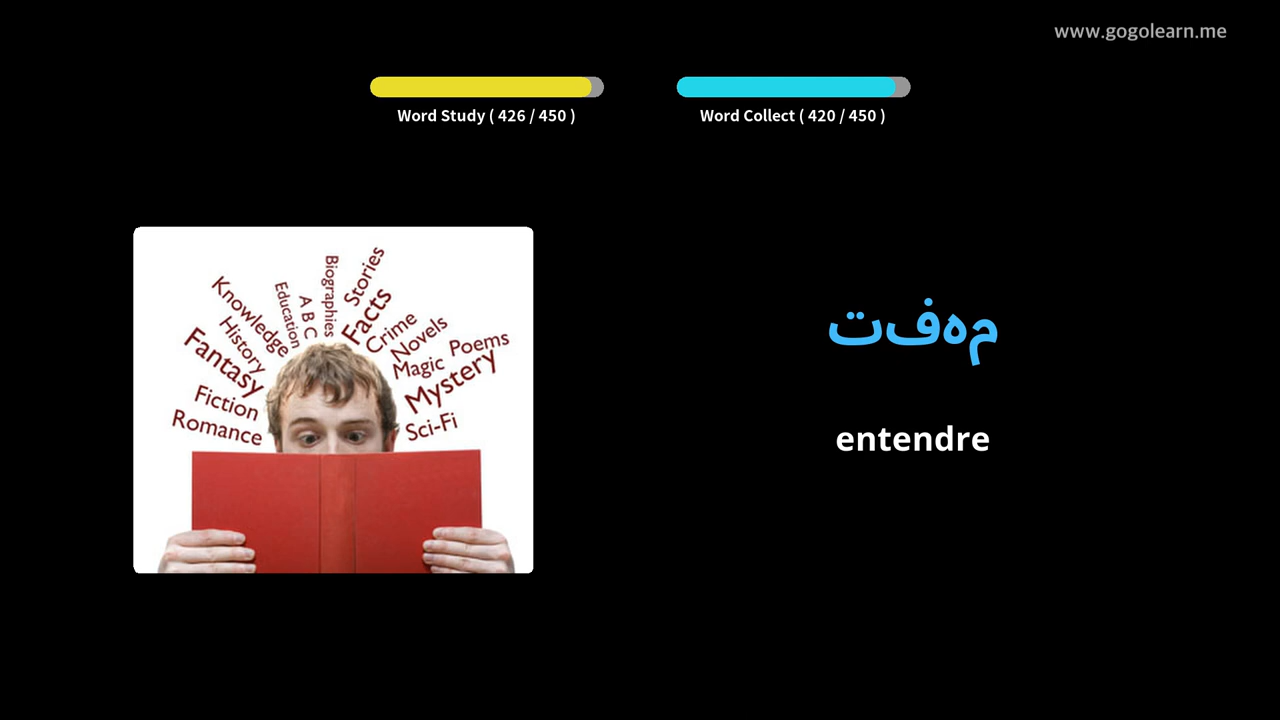 www.gogolearn.me
Word Study ( 426 / 450 )
Word Collect ( 420 / 450 )
Biographies
Stories
Education
A B C
Facts
Knowledge
Crime
History
Novels
Poems
Fantasy
Magic
Mystery
Fiction
Romance
Sci-Fi
مهفت
entendre